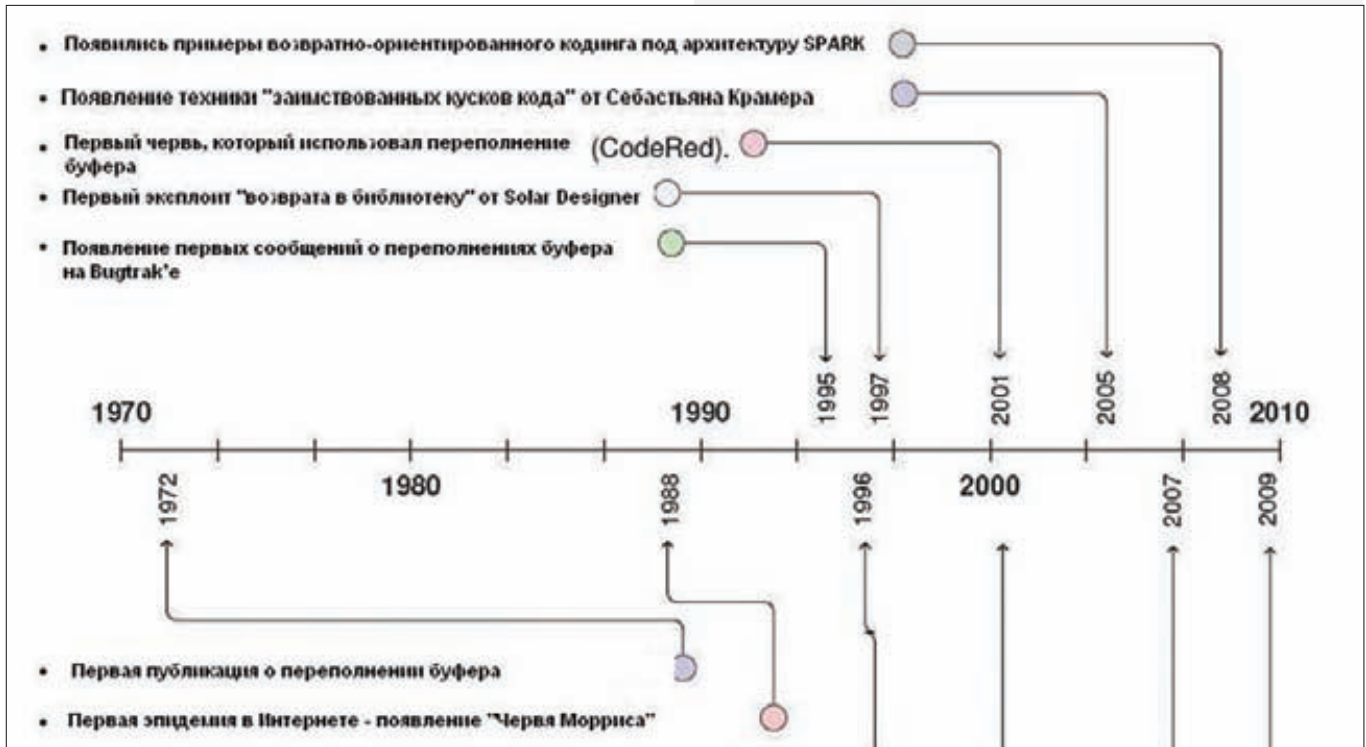 • Появились примеры возвратно-ориентированного кодинга под архитектуру SPARK
• Появление техники "заимствованных кусков кода" от Себастьяна Крамера
• Первый червь, который использовал переполнение
буфера (CodeRed).
• Первый эксплоит "возврата в библиотеку" от Solar Designer
• Появление первых сообщений о переполнениях буфера
на Bugtrak'е
1995 1997 2001 2005 2008
1970 1990 2010
1980 2000
1972 1988 1996 2007 2009
• Первая публикация о переполнении буфера
• Первая эпидемия в Интернете - появление "Червя Морриса"